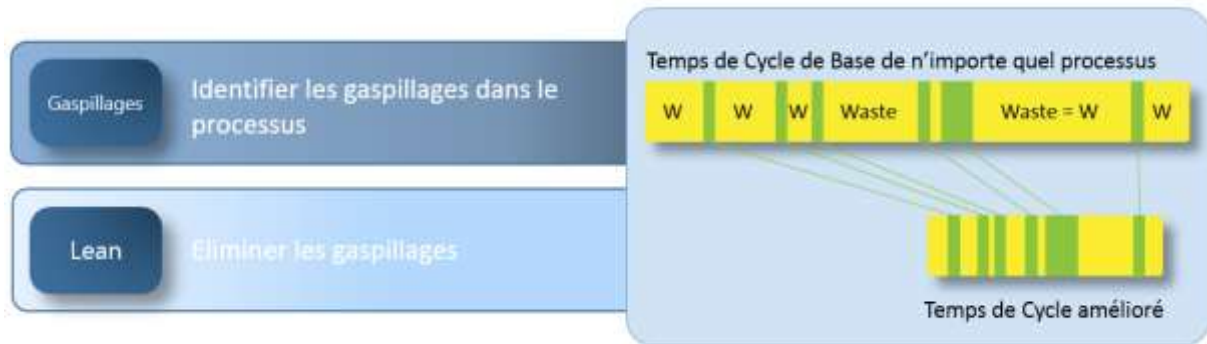 Gaspillages
Identifier les gaspillages dans le
processus
Lean
Eliminer les gaspillages
Temps de Cycle de Base de n'importe quel processus
W W W Waste Waste = W W
Temps de Cycle amélioré